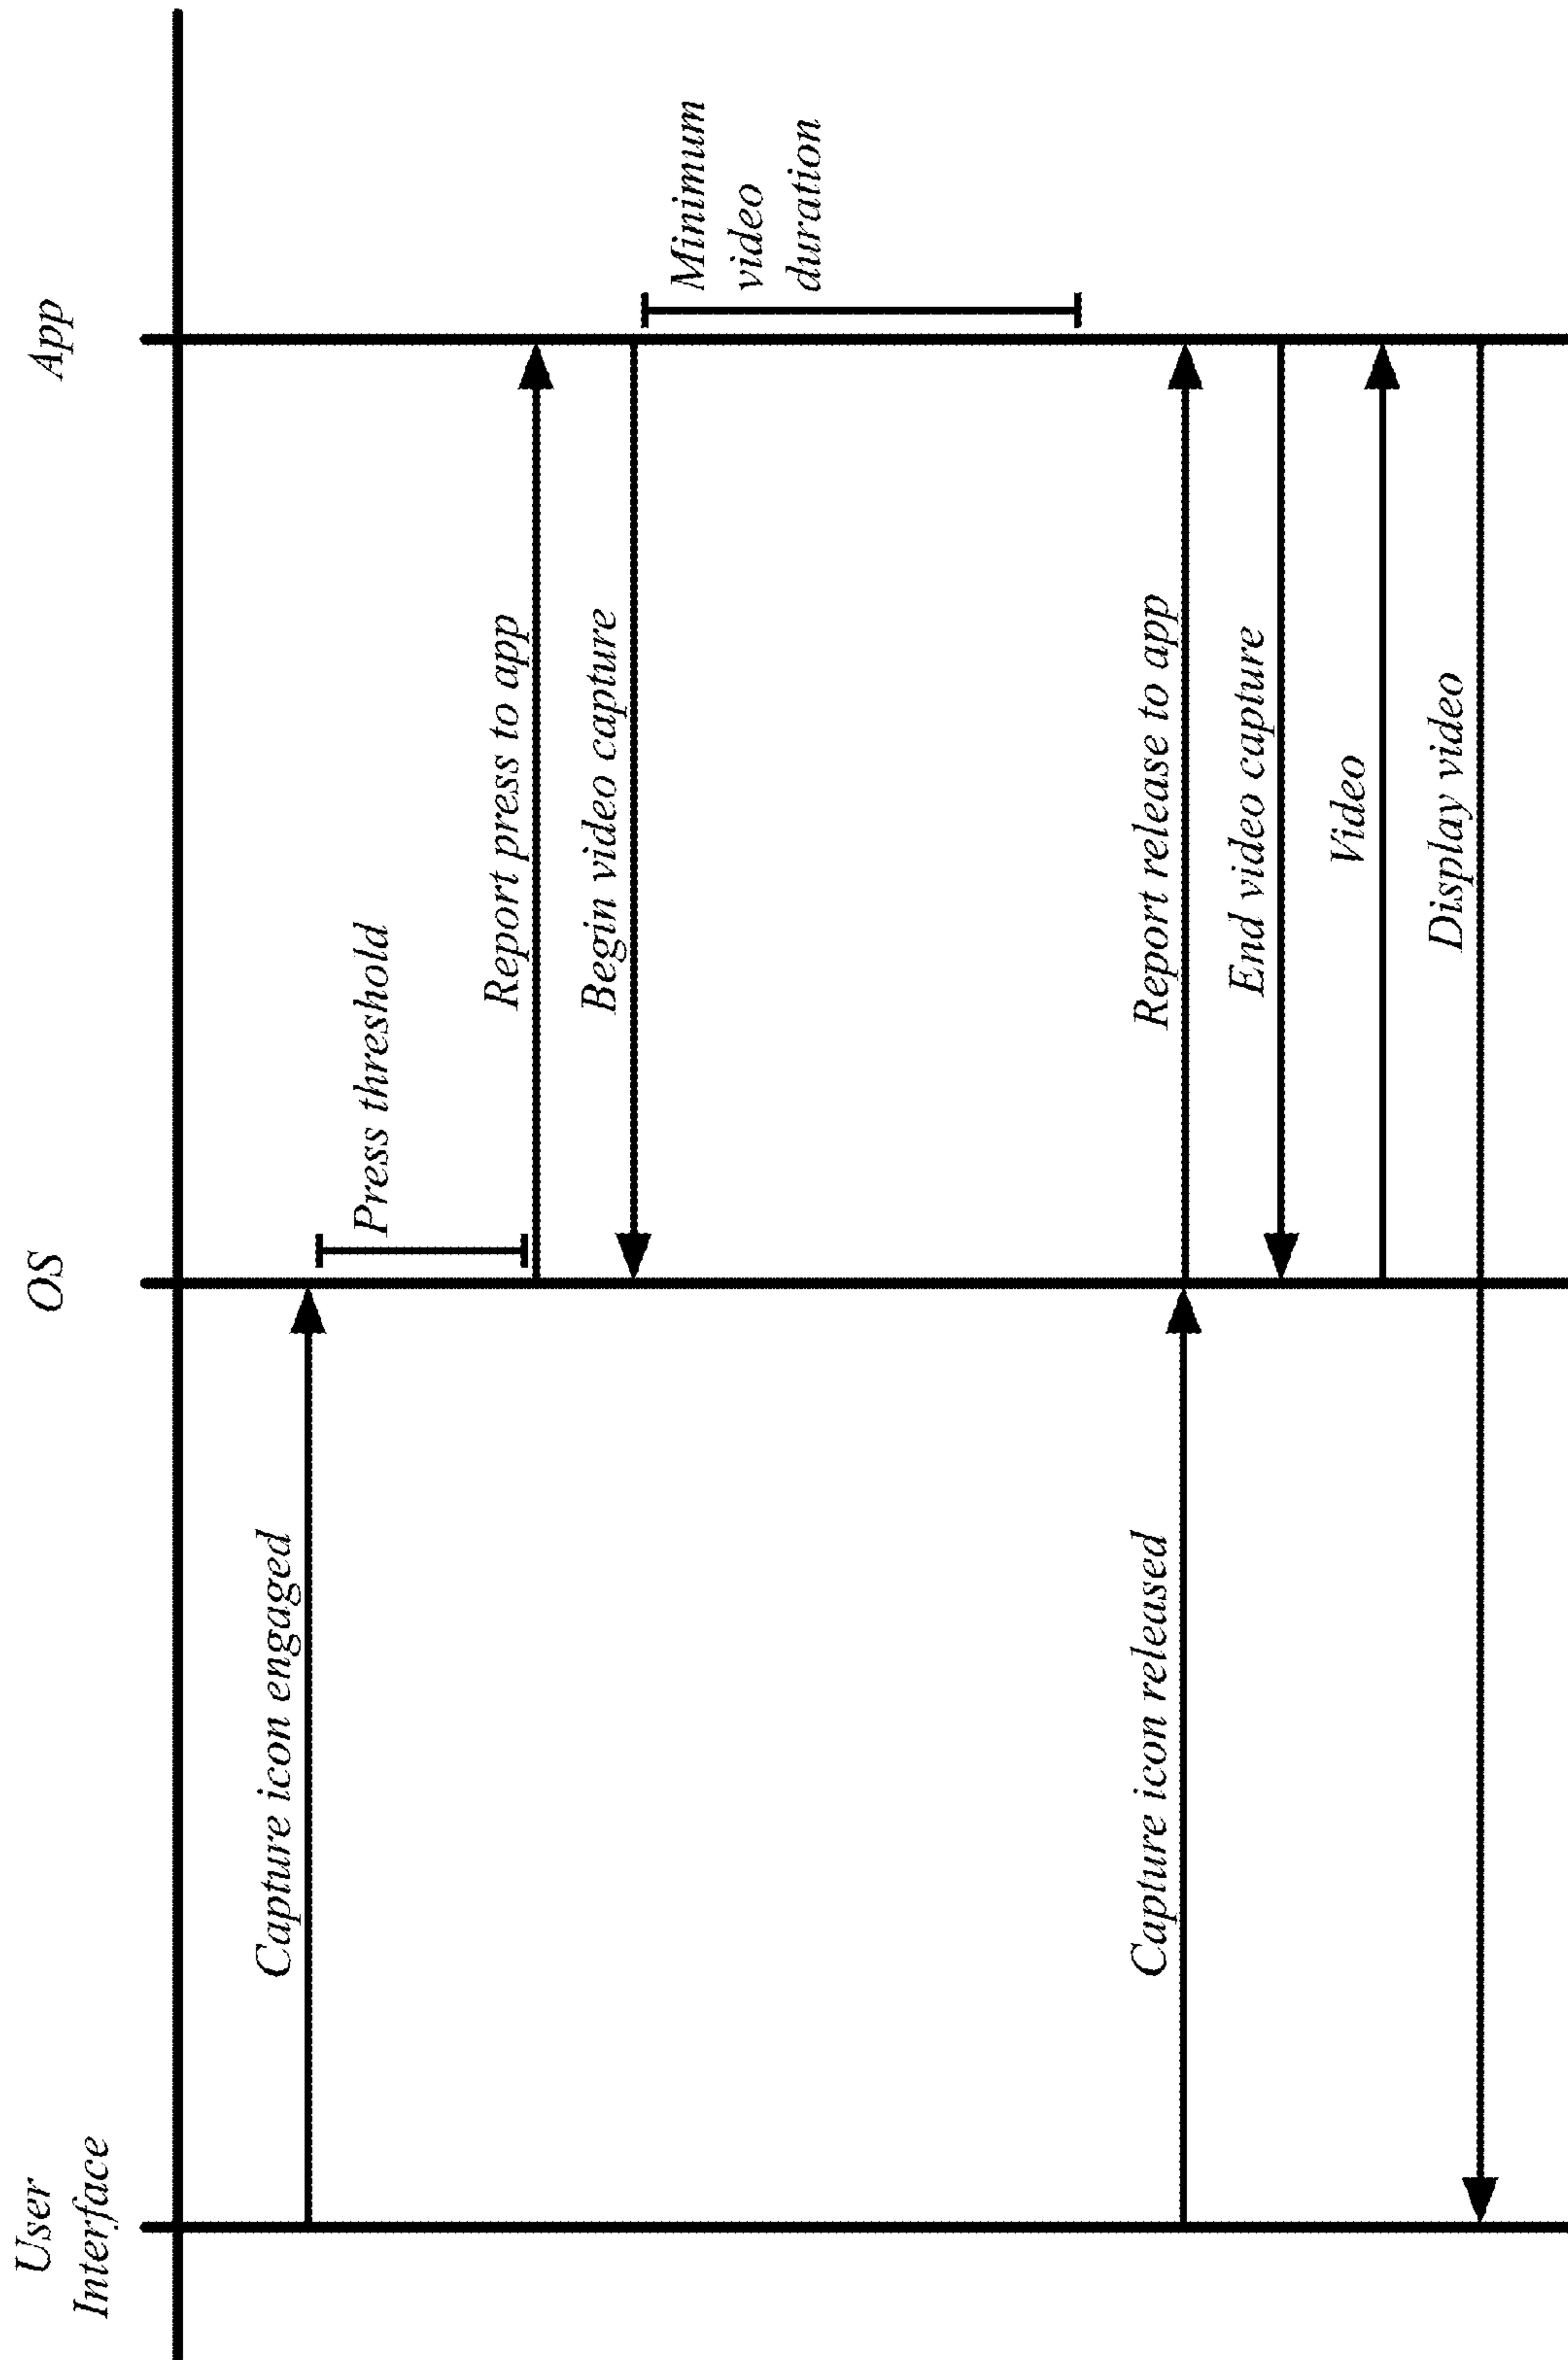 User
Interface
OS
App
Capture icon engaged
Press threshold
Report press to app
Begin video capture
Minimum
video
duration
Capture icon released
Report release to app
End video capture
Video
Display video